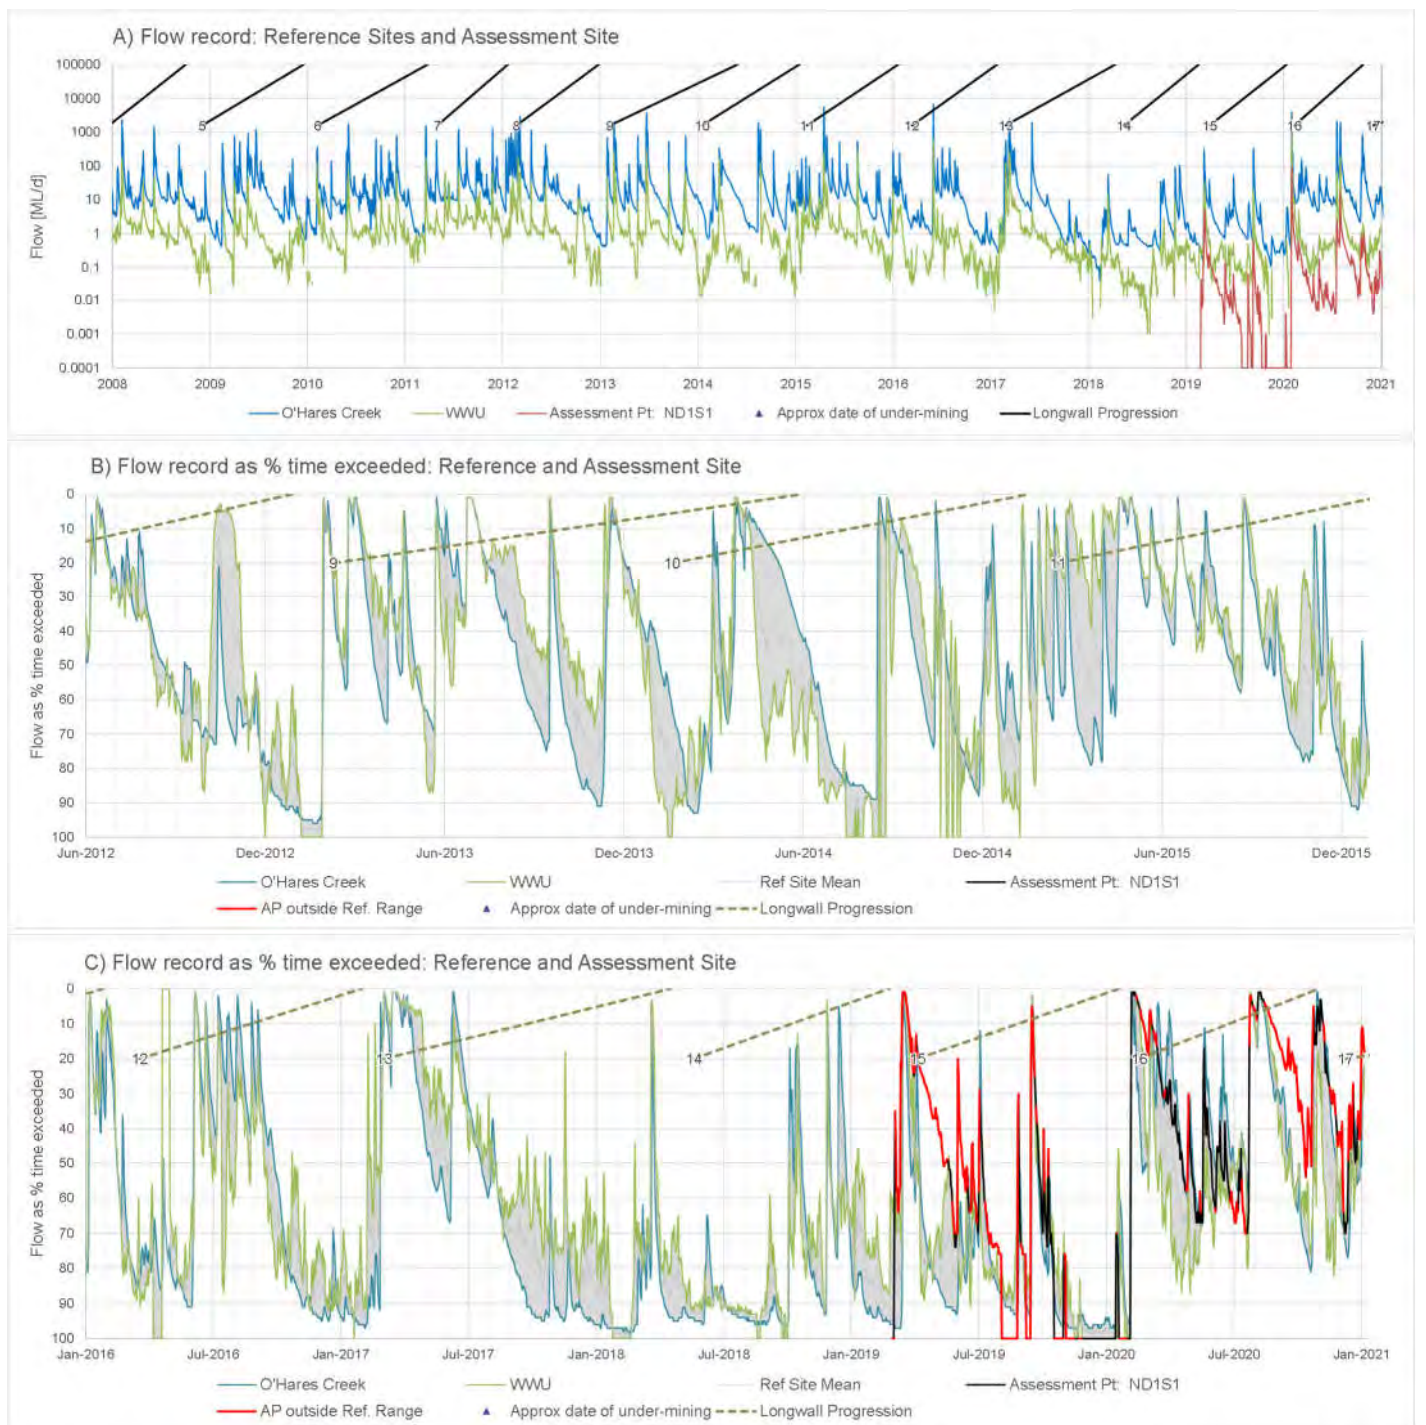 A) Flow record: Reference Sites and Assessment Site
100000
10000
1000
100
10
1
0.1
0.01
0.001
0.0001
Flow [ML/d]
5 6 7 8 9 10 11 12 13 14 15 16 17
2008 2009 2010 2011 2012 2013 2014 2015 2016 2017 2018 2019 2020 2021
O'Hares Creek WWU Assessment Pt: ND1S1 Approx date of under-mining Longwall Progression
B) Flow record as % time exceeded: Reference and Assessment Site
0
10
20
30
40
50
60
70
80
90
100
Flow as % time exceeded
9 10 11
Jun-2012 Dec-2012 Jun-2013 Dec-2013 Jun-2014 Dec-2014 Jun-2015 Dec-2015
O'Hares Creek WWU Ref Site Mean Assessment Pt: ND1S1
AP outside Ref. Range Approx date of under-mining Longwall Progression
C) Flow record as % time exceeded: Reference and Assessment Site
0
10
20
30
40
50
60
70
80
90
100
Flow as % time exceeded
12 13 14 15 16 17
Jan-2016 Jul-2016 Jan-2017 Jul-2017 Jan-2018 Jul-2018 Jan-2019 Jul-2019 Jan-2020 Jul-2020 Jan-2021
O'Hares Creek WWU Ref Site Mean Assessment Pt: ND1S1
AP outside Ref. Range Approx date of under-mining Longwall Progression